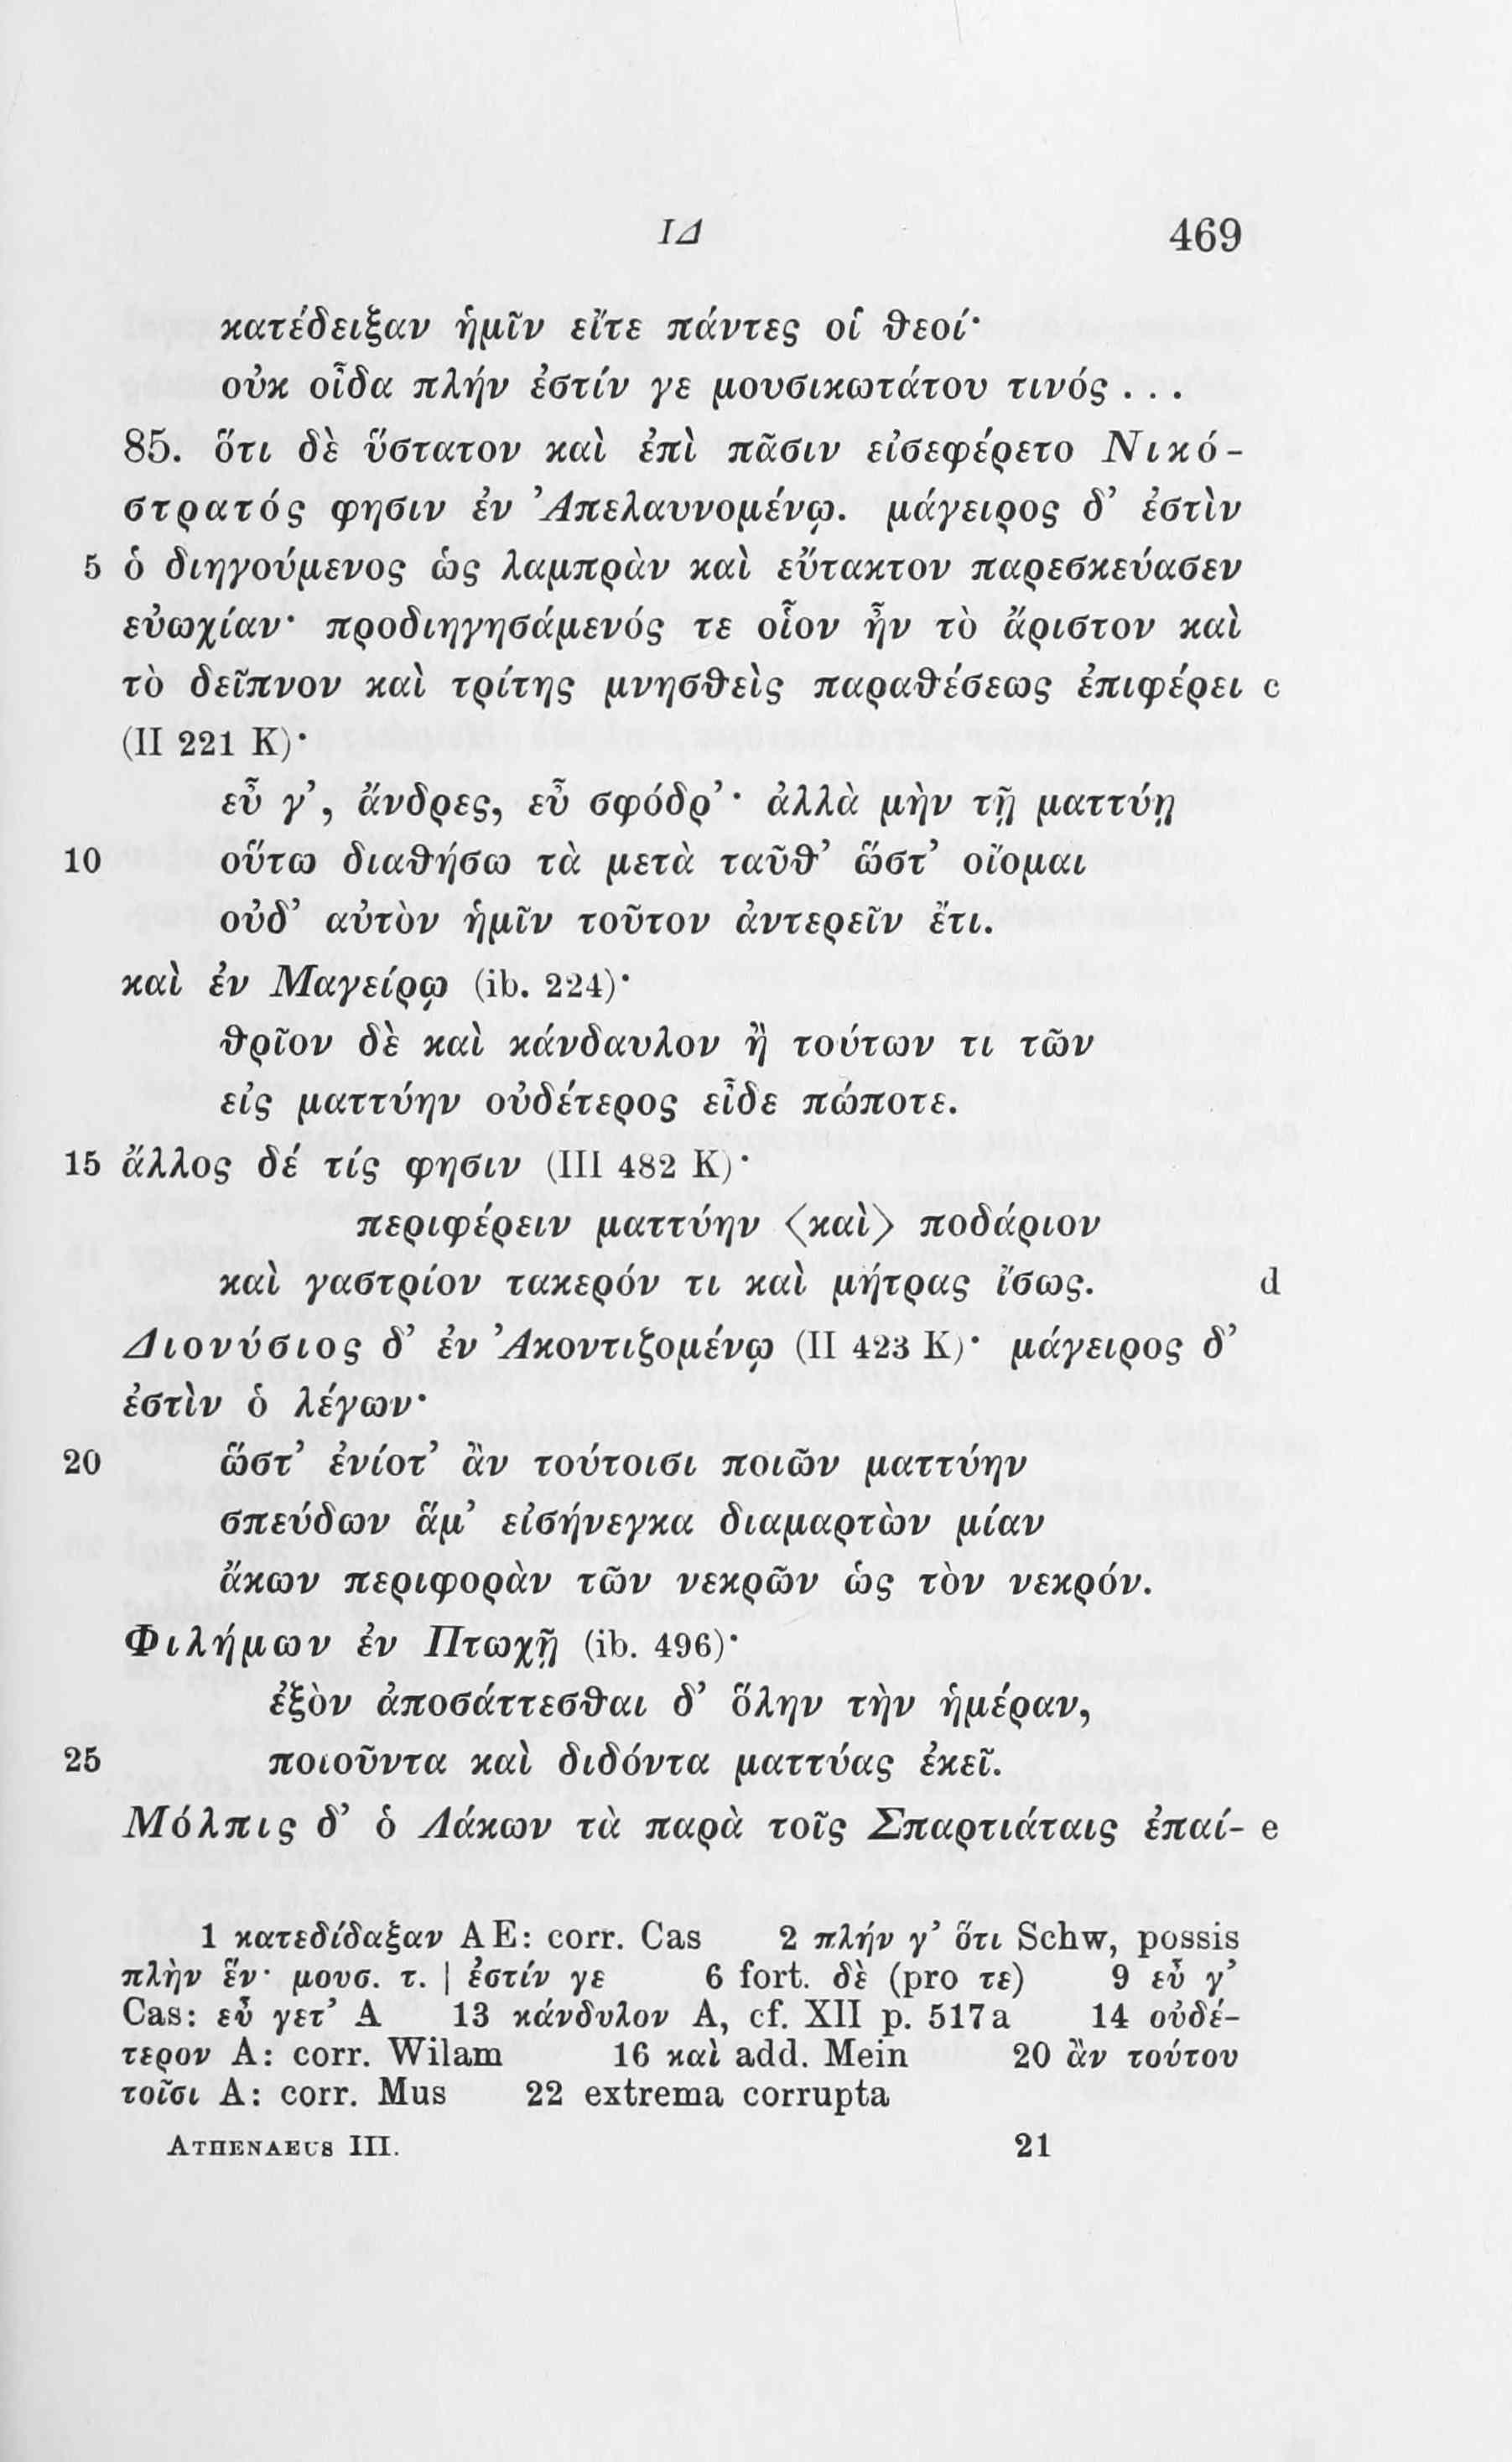 ΙΔ 469
κατέδειξαν ἡμῖν εἴτε πάντες οἱ θεοί·
οὐκ οἶδα πλήν ἐστίν γε μουσικωτάτου τινός . . .
85. ὅτι δὲ ὕστατον καὶ ἐπὶ πᾶσιν εἰσεφέρετο Νικό-
στρατός φησιν ἐν Ἀπελαυνομένῳ. μάγειρος δ’ ἐστὶν
5 ὁ διηγούμενος ὡς λαμπρὰν καὶ εὔτακτον παρεσκεύασεν
εὐωχίαν· προδιηγησάμενός τε οἷον ἦν τὸ ἄριστον καὶ
τὸ δεῖπνον καὶ τρίτης μνησθεὶς παραθέσεως ἐπιφέρει c
(II 221 K)·
εὖ γ’, ἄνδρες, εὖ σφόδρ’· ἀλλὰ μὴν τῇ ματτύῃ
10 οὕτω διαθήσω τὰ μετὰ ταῦθ’ ὥστ’ οἴομαι
οὐδ’ αὐτὸν ἡμῖν τοῦτον ἀντερεῖν ἔτι.
καὶ ἐν Μαγείρῳ (ib. 224)·
θρῖον δὲ καὶ κάνδαυλον ἢ τούτων τι τῶν
εἰς ματτύην οὐδέτερος εἶδε πώποτε.
15 ἄλλος δέ τίς φησιν (III 482 K)·
περιφέρειν ματτύην ⟨καὶ⟩ ποδάριον
καὶ γαστρίον τακερόν τι καὶ μήτρας ἴσως. d
Διονύσιος δ’ ἐν Ἀκοντιζομένῳ (II 423 K)· μάγειρος δ’
ἐστὶν ὁ λέγων·
20 ὥστ’ ἐνίοτ’ ἂν τούτοισι ποιῶν ματτύην
σπεύδων ἅμ’ εἰσήνεγκα διαμαρτὼν μίαν
ἄκων περιφορὰν τῶν νεκρῶν ὡς τὸν νεκρόν.
Φιλήμων ἐν Πτωχῇ (ib. 496)·
ἐξὸν ἀποσάττεσθαι δ’ ὅλην τὴν ἡμέραν,
25 ποιοῦντα καὶ διδόντα ματτύας ἐκεῖ.
Μόλπις δ’ ὁ Λάκων τὰ παρὰ τοῖς Σπαρτιάταις ἐπαί- e
1 κατεδίδαξαν AE: corr. Cas 2 πλήν γ’ ὅτι Schw, possis
πλὴν ἕν· μουσ. τ. | ἐστίν γε 6 fort. δὲ (pro τε) 9 εὖ γ’
Cas: εὖ γετ’ A 13 κάνδυλον A, cf. XII p. 517a 14 οὐδέ-
τερον A: corr. Wilam 16 καὶ add. Mein 20 ἂν τούτου
τοῖσι A: corr. Mus 22 extrema corrupta
ATHENAEUS III. 21